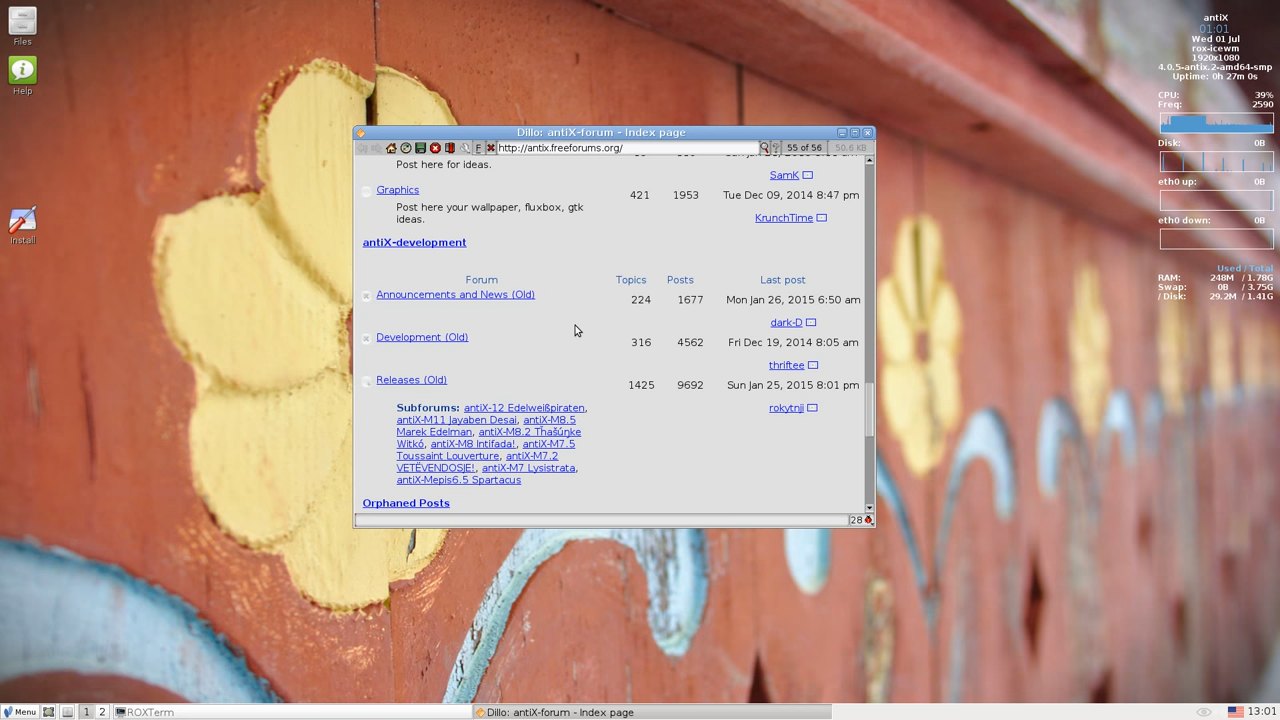 Files
Help
Install
antiX
01:01
Wed 01 Jul
rox-icewm
1920x1080
4.0.5-antix.2-amd64-smp
Uptime: 0h 27m 0s
CPU: 39%
Freq: 2590
Disk: 0B
eth0 up: 0B
eth0 down: 0B
Used / Total
RAM: 248M / 1.78G
Swap: 0B / 3.75G
/ Disk: 29.2M / 1.41G
Dillo: antiX-forum - Index page
http://antix.freeforums.org/ 55 of 56 50.6 KB
Post here for ideas.
SamK
Graphics
421 1953 Tue Dec 09, 2014 8:47 pm
Post here your wallpaper, fluxbox, gtk
ideas.
KrunchTime
antiX-development
Forum Topics Posts Last post
Announcements and News (Old)
224 1677 Mon Jan 26, 2015 6:50 am
dark-D
Development (Old)
316 4562 Fri Dec 19, 2014 8:05 am
thriftee
Releases (Old)
1425 9692 Sun Jan 25, 2015 8:01 pm
rokytnji
Subforums: antiX-12 Edelweißpiraten,
antiX-M11 Jayaben Desai, antiX-M8.5
Marek Edelman, antiX-M8.2 Tȟašúŋke
Witkó, antiX-M8 Intifada!, antiX-M7.5
Toussaint Louverture, antiX-M7.2
VETËVENDOSJE!, antiX-M7 Lysistrata,
antiX-Mepis6.5 Spartacus
Orphaned Posts
28
Menu 1 2 ROXTerm Dillo: antiX-forum - Index page 13:01